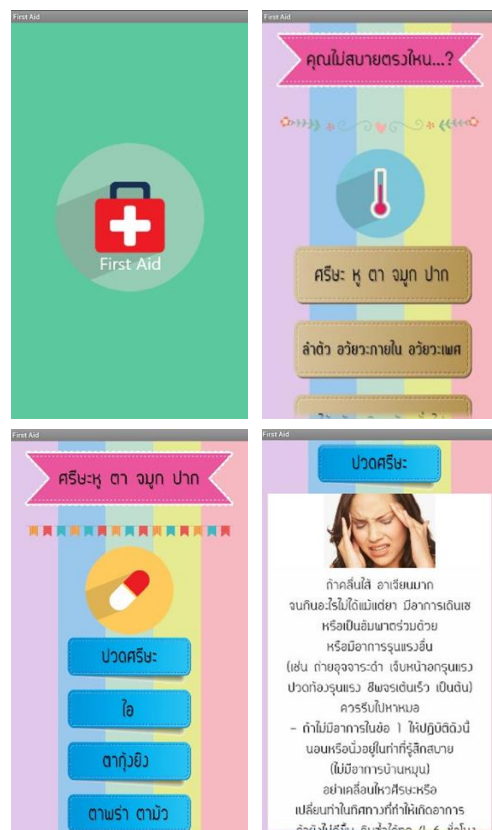 First Aid
First Aid
First Aid
คุณไม่สบายตรงไหน...?
ศรีษะ หู ตา จมูก ปาก
ลำตัว อวัยวะภายใน อวัยวะเพศ
First Aid
ศรีษะหู ตา จมูก ปาก
ปวดศรีษะ
ไอ
ตากุ้งยิง
ตาพร่า ตามัว
First Aid
ปวดศรีษะ
ถ้าคลื่นไส้ อาเจียนมาก
จนกินอะไรไม่ได้แม้แต่ยา มีอาการเดินเซ
หรือเป็นอัมพาตร่วมด้วย
หรือมีอาการรุนแรงอื่น
(เช่น ถ่ายอุจจาระดำ เจ็บหน้าอกรุนแรง
ปวดท้องรุนแรง ชีพจรเต้นเร็ว เป็นต้น)
ควรรีบไปหาหมอ
- ถ้าไม่มีอาการในข้อ 1 ให้ปฏิบัติดังนี้
นอนหรือนั่งอยู่ในท่าที่รู้สึกสบาย
(ไม่มีอาการบ้านหมุน)
อย่าเคลื่อนไหวศีรษะหรือ
เปลี่ยนท่าในทิศทางที่ทำให้เกิดอาการ